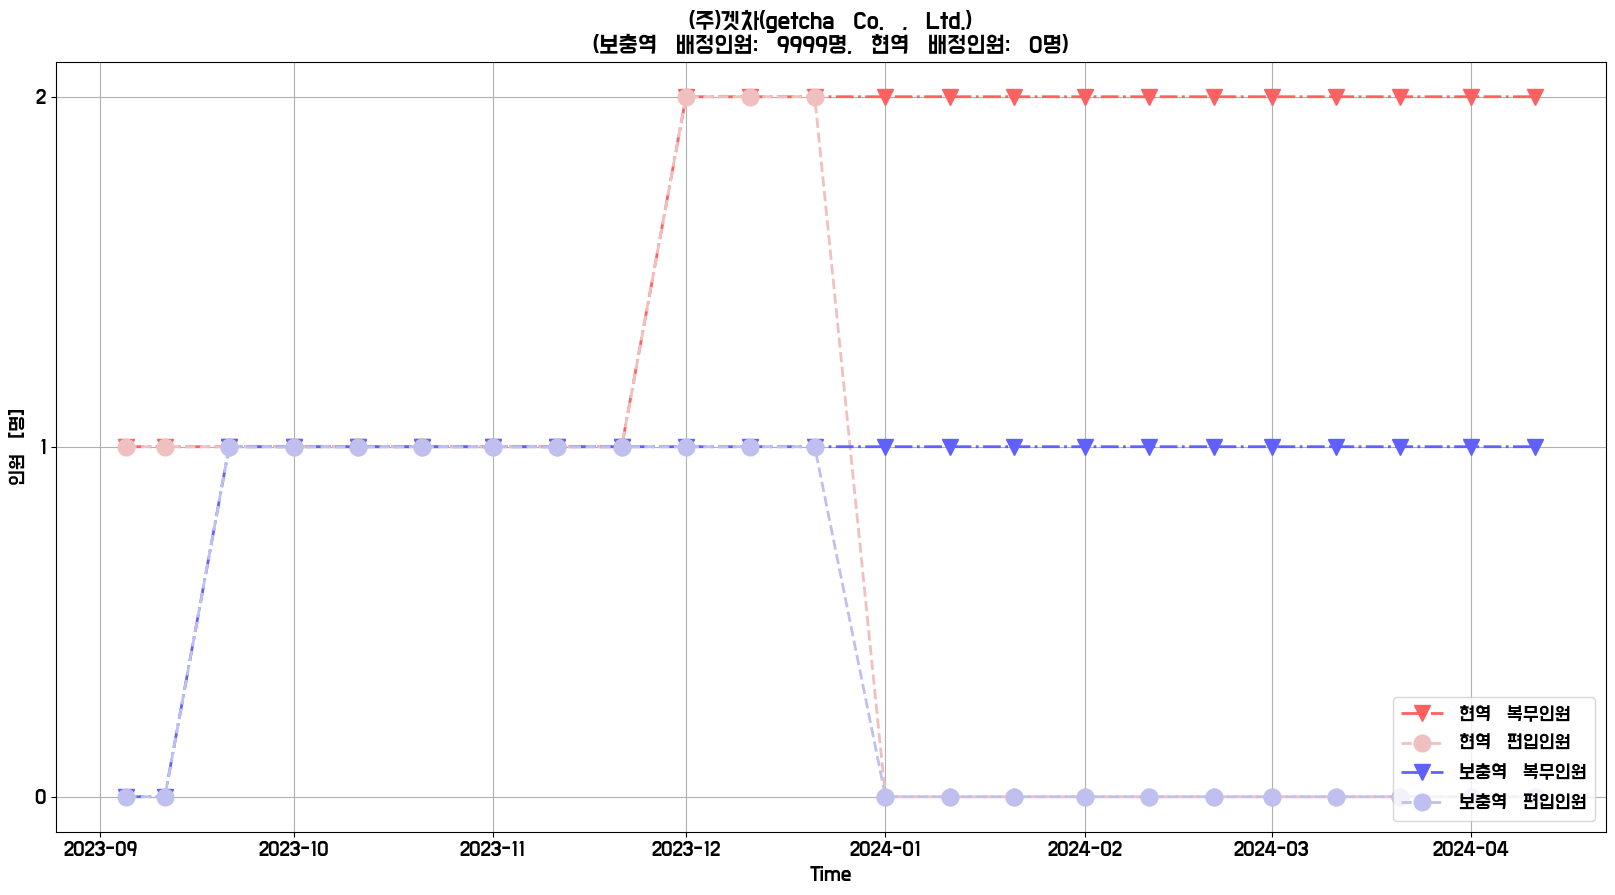 (주)겟차(getcha Co. , Ltd.)
(보충역 배정인원: 9999명, 현역 배정인원: 0명)
인원 [명]
2
1
0
2023-09
2023-10
2023-11
2023-12
2024-01
2024-02
2024-03
2024-04
Time
현역 복무인원
현역 편입인원
보충역 복무인원
보충역 편입인원